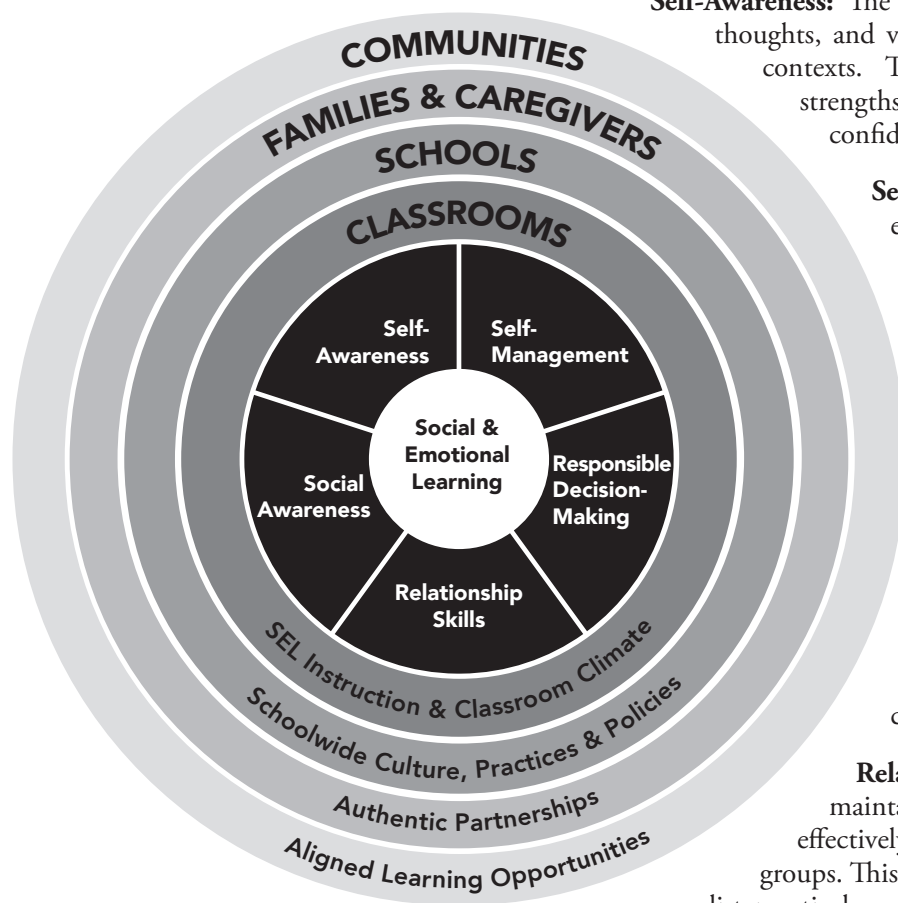 COMMUNITIES
FAMILIES & CAREGIVERS
SCHOOLS
CLASSROOMS
Self-
Awareness
Self-
Management
Social &
Emotional
Learning
Social
Awareness
Responsible
Decision-
Making
Relationship
Skills
SEL Instruction & Classroom Climate
Schoolwide Culture, Practices & Policies
Authentic Partnerships
Aligned Learning Opportunities
Self-Awareness: The
thoughts, and v
contexts. T
strengths
confid
Se
e
c
Rela
mainta
effectively
groups. This